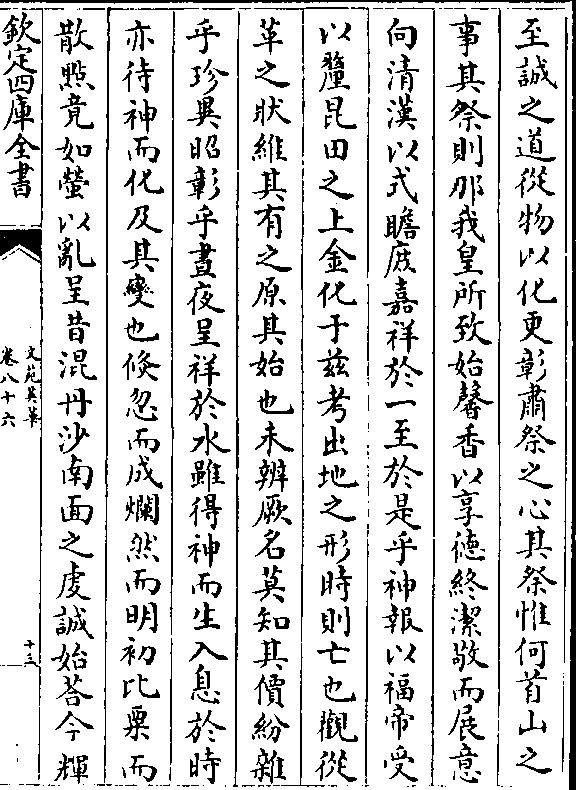 至誠之道從物以化更彰肅祭之心其祭惟何首山之
事其祭則那我皇所致始馨香以享德終潔敬而展意
向清漢以式瞻庶嘉祥於一至於是乎神報以福帝受
以釐昆田之上金化于兹考出地之形時則亡也觀從
革之狀維其有之原其始也未辨厥名莫知其價紛雜
乎珍異昭彰乎晝夜呈祥於水雖得神而生入息於時
亦待神而化及其變也倏忽而成爛然而明初比粟而
散㸃竟如螢以亂呈昔混丹沙南面之虔誠始荅今輝
欽定四庫全書
文苑英華
卷八十六
十三